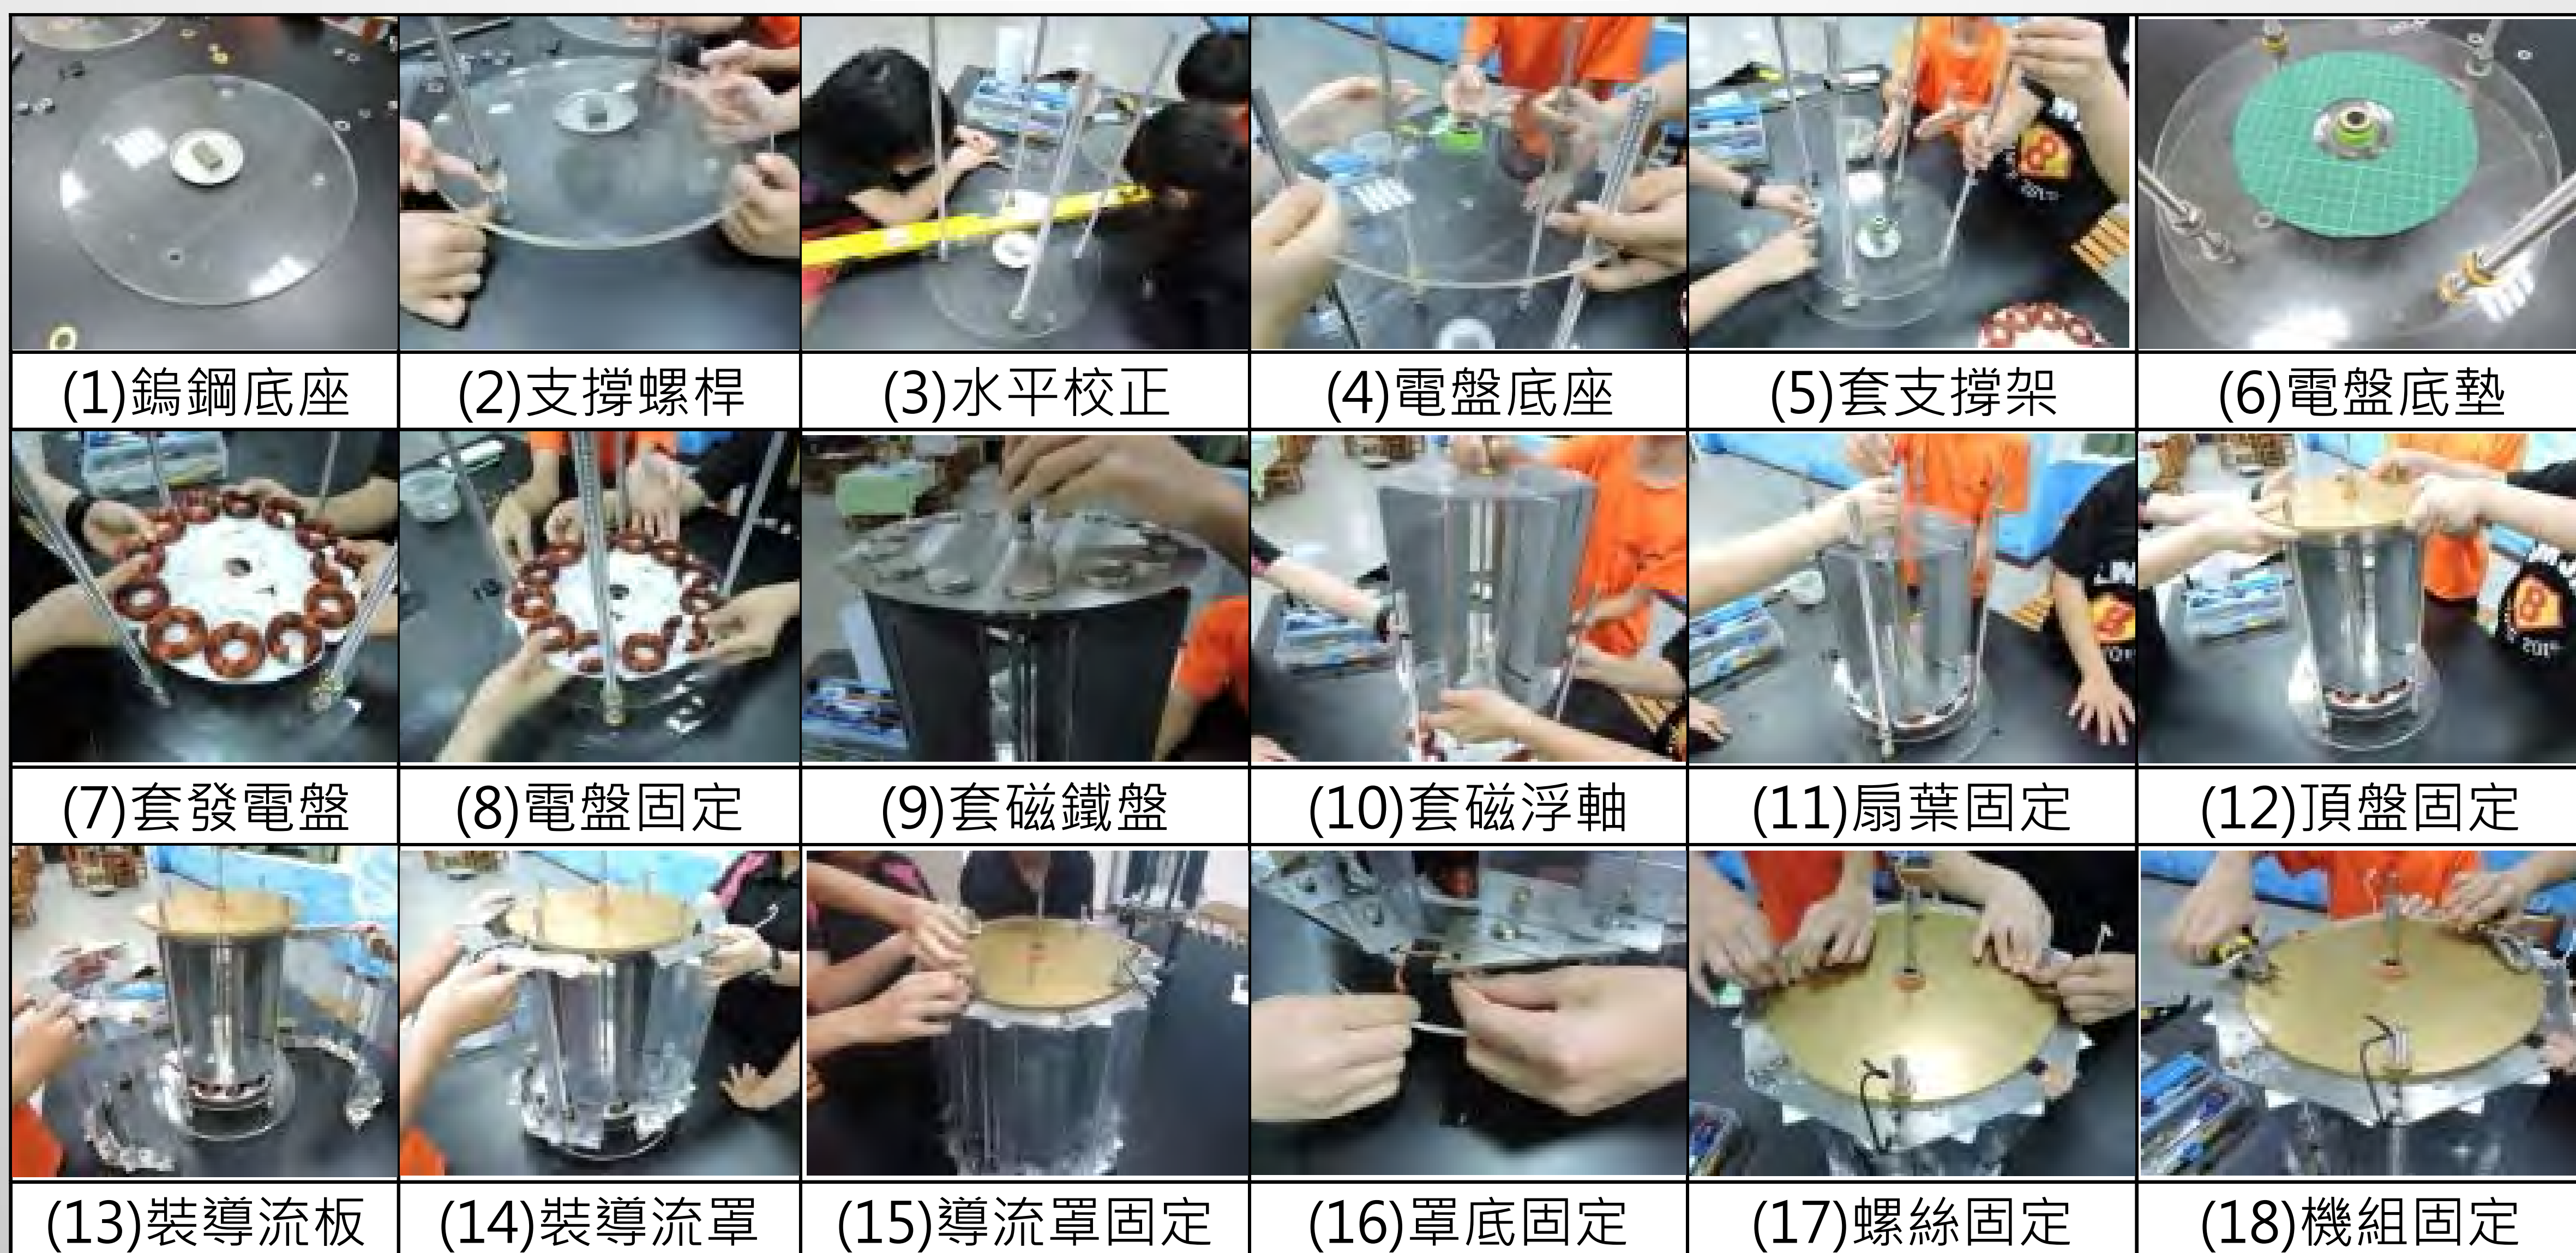 (1)鎢鋼底座
(2)支撐螺桿
(3)水平校正
(4)電盤底座
(5)套支撐架
(6)電盤底墊
(7)套發電盤
(8)電盤固定
(9)套磁鐵盤
(10)套磁浮軸
(11)扇葉固定
(12)頂盤固定
(13)裝導流板
(14)裝導流罩
(15)導流罩固定
(16)罩底固定
(17)螺絲固定
(18)機組固定